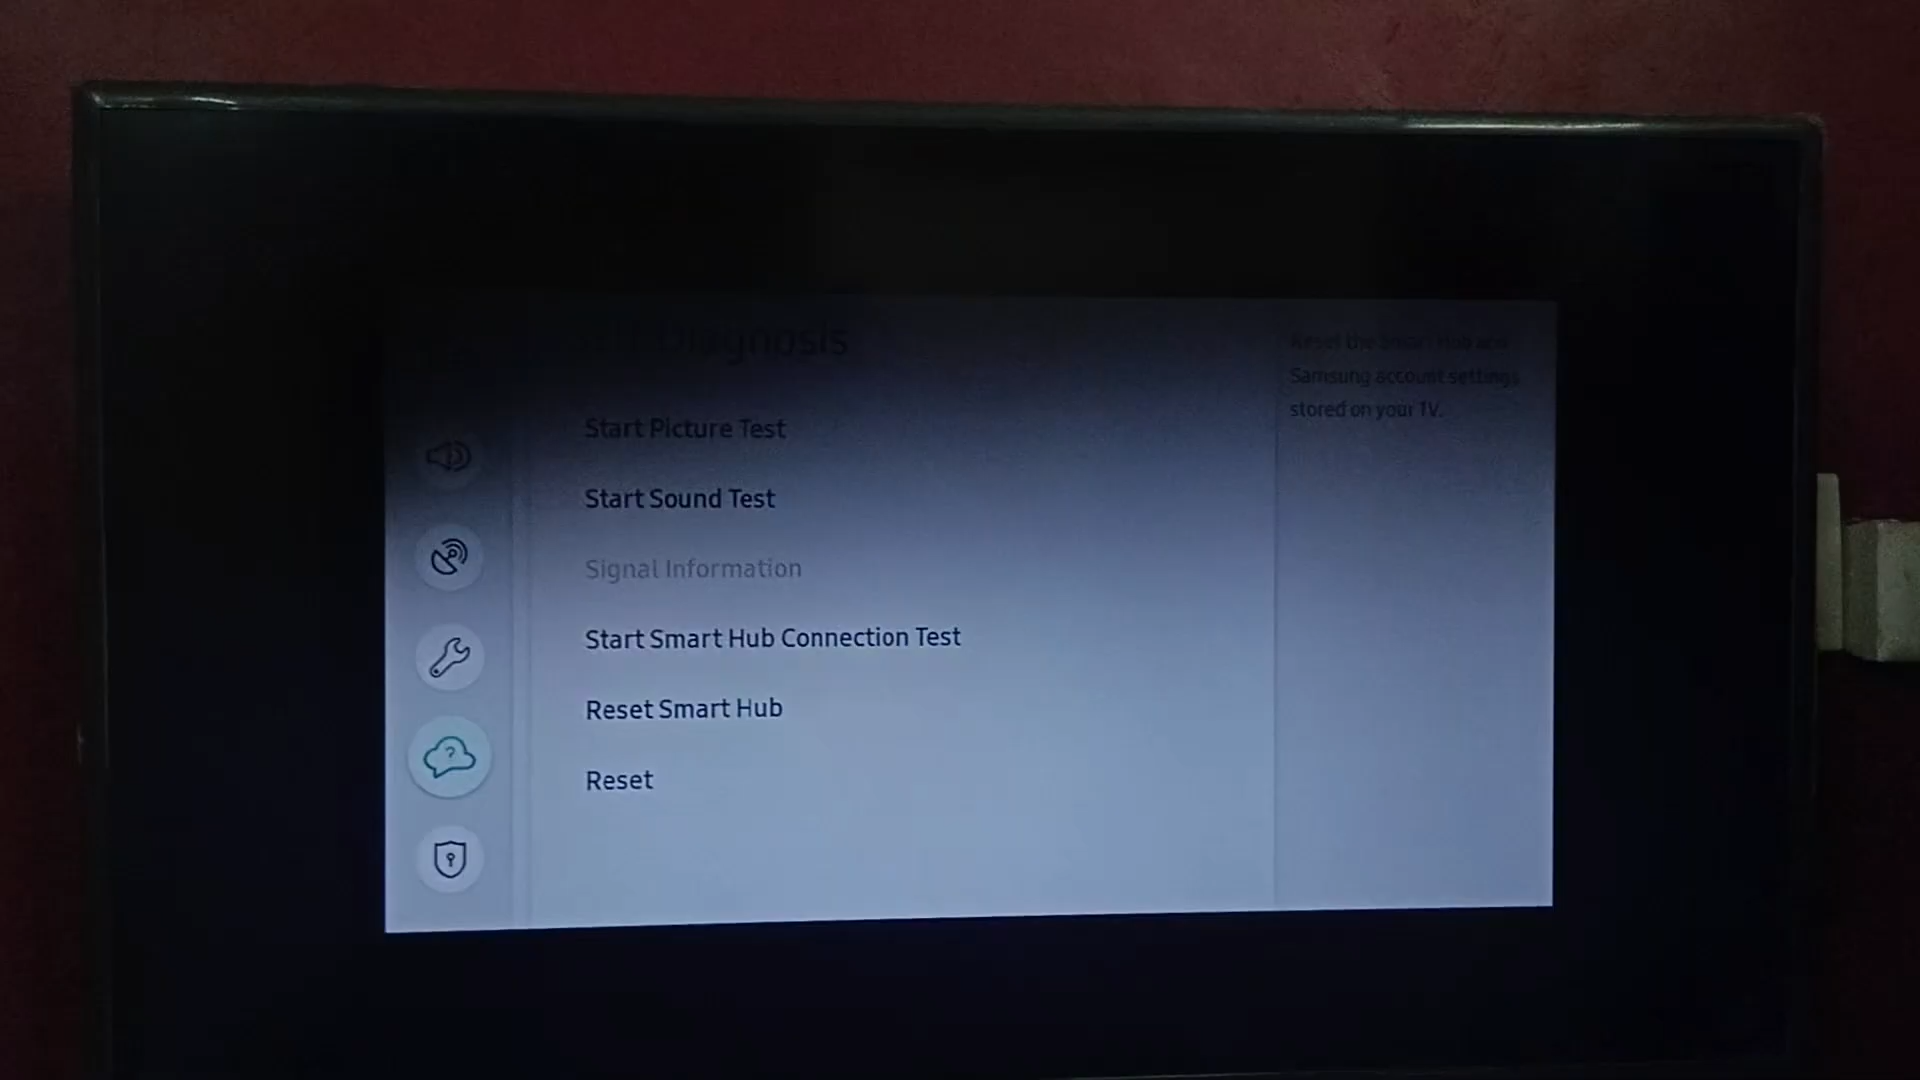 Diagnosis
Start Picture Test
Start Sound Test
Signal Information
Start Smart Hub Connection Test
Reset Smart Hub
Reset
Reset the Smart Hub and
Samsung account settings
stored on your TV.